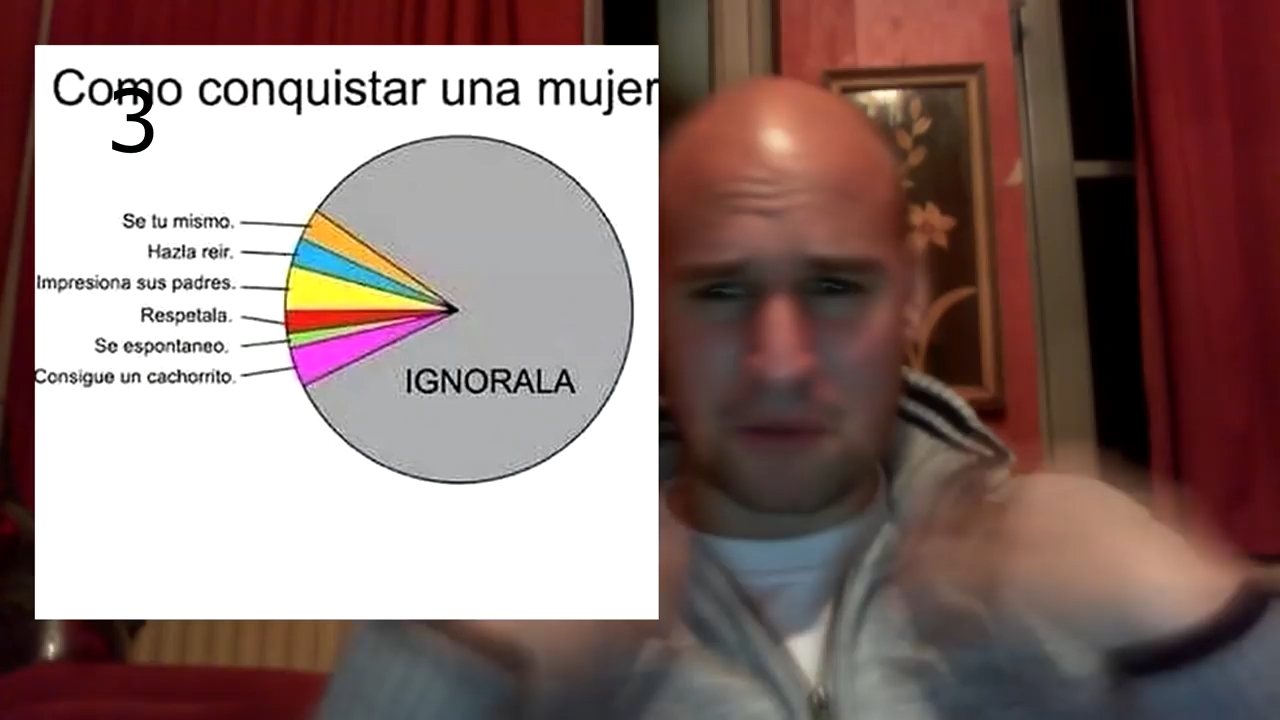 Como conquistar una mujer
3
Se tu mismo.
Hazla reir.
Impresiona sus padres.
Respetala.
Se espontaneo.
Consigue un cachorrito.
IGNORALA